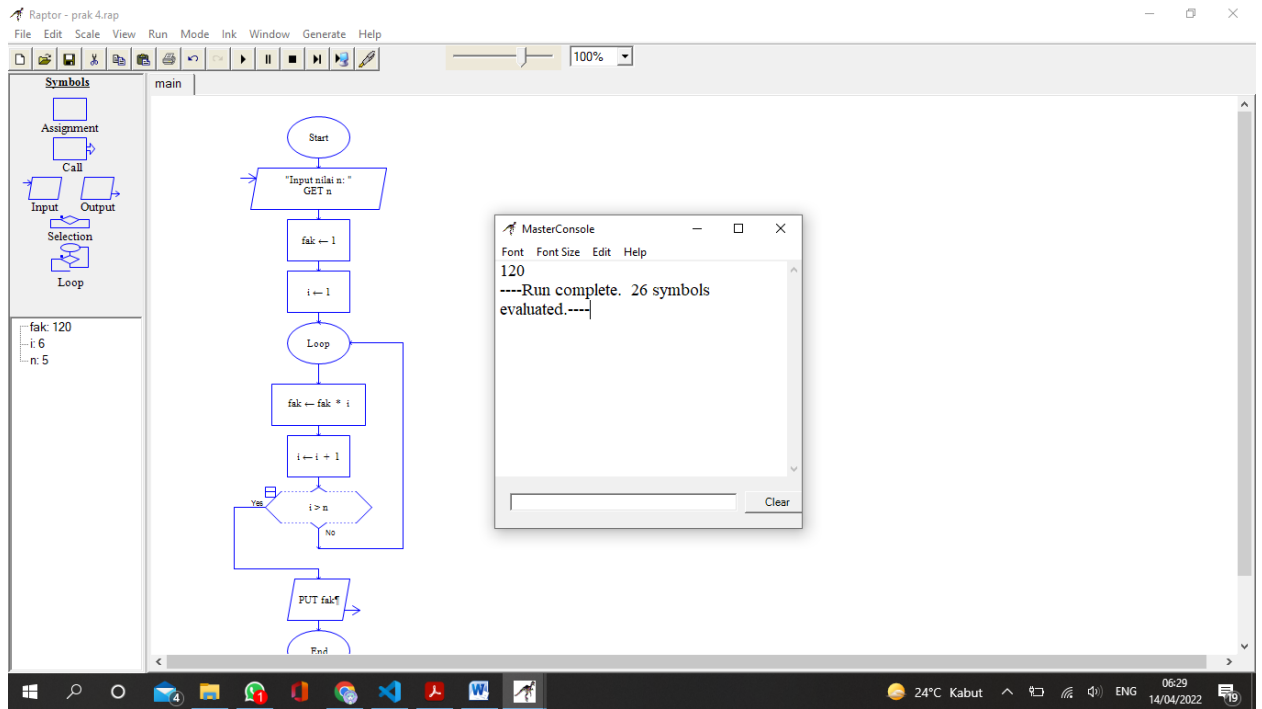 Raptor - prak 4.rap
File Edit Scale View Run Mode Ink Window Generate Help
100%
Symbols
Assignment
Call
Input Output
Selection
Loop
fak: 120
i: 6
n: 5
main
Start
"Input nilai n: "
GET n
fak ← 1
i ← 1
Loop
fak ← fak * i
i ← i + 1
Yes
i > n
No
PUT fak¶
End
MasterConsole
Font Font Size Edit Help
120
----Run complete. 26 symbols
evaluated.----
Clear
4
1
24°C Kabut
ENG
06:29
14/04/2022
19